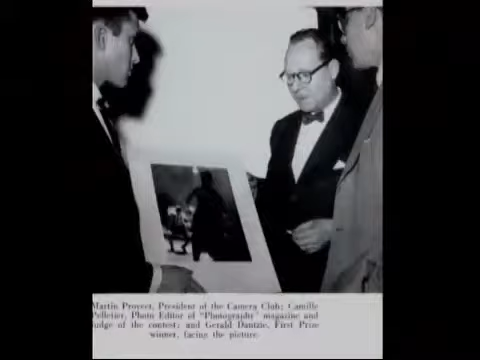 Martin Provect, President of the Camera Club; Camille
Pelletier, Photo Editor of "Photography" magazine and
judge of the contest; and Gerald Dantzic, First Prize
winner, facing the picture.